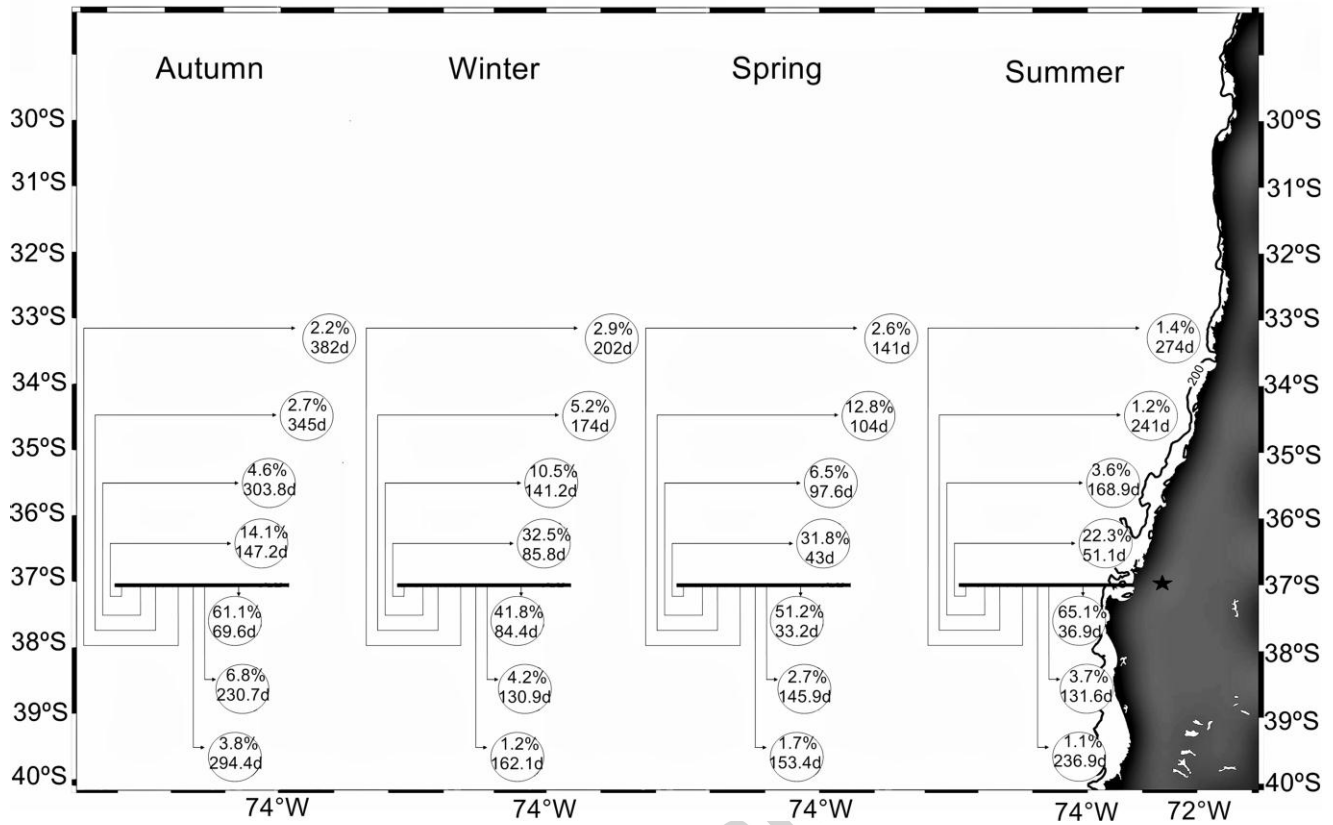 Autumn Winter Spring Summer
30ºS 30ºS
31ºS 31ºS
32ºS 32ºS
33ºS 33ºS
2.2% 2.9% 2.6% 1.4%
382d 202d 141d 274d
34ºS 200 34ºS
2.7% 5.2% 12.8% 1.2%
345d 174d 104d 241d
35ºS 35ºS
4.6% 10.5% 6.5% 3.6%
303.8d 141.2d 97.6d 168.9d
36ºS 36ºS
14.1% 32.5% 31.8% 22.3%
147.2d 85.8d 43d 51.1d
37ºS 37ºS
61.1% 41.8% 51.2% 65.1%
69.6d 84.4d 33.2d 36.9d
38ºS 38ºS
6.8% 4.2% 2.7% 3.7%
230.7d 130.9d 145.9d 131.6d
39ºS 39ºS
3.8% 1.2% 1.7% 1.1%
294.4d 162.1d 153.4d 236.9d
40ºS 40ºS
74°W 74°W 74°W 74°W 72°W